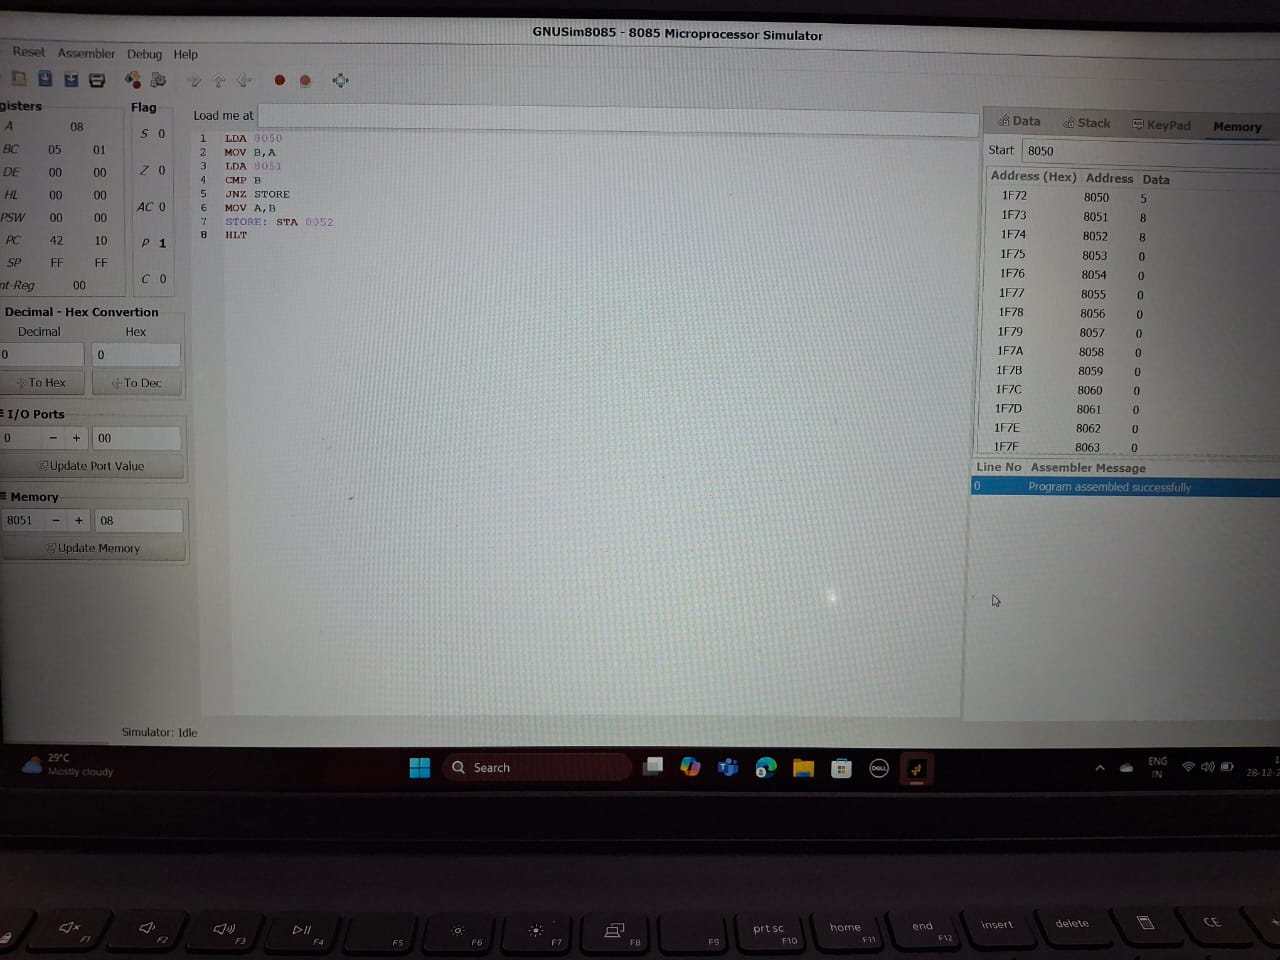 GNUSim8085 - 8085 Microprocessor Simulator
Reset Assembler Debug Help
gisters
A 08
BC 05 01
DE 00 00
HL 00 00
PSW 00 00
PC 42 10
SP FF FF
nt-Reg 00
Flag
S 0
Z 0
AC 0
P 1
C 0
Decimal - Hex Convertion
Decimal Hex
0 0
To Hex To Dec
I/O Ports
0 − + 00
Update Port Value
Memory
8051 − + 08
Update Memory
Load me at
1 LDA 8050
2 MOV B,A
3 LDA 8051
4 CMP B
5 JNZ STORE
6 MOV A,B
7 STORE: STA 8052
8 HLT
Data Stack KeyPad Memory
Start 8050
Address (Hex) Address Data
1F72 8050 5
1F73 8051 8
1F74 8052 8
1F75 8053 0
1F76 8054 0
1F77 8055 0
1F78 8056 0
1F79 8057 0
1F7A 8058 0
1F7B 8059 0
1F7C 8060 0
1F7D 8061 0
1F7E 8062 0
1F7F 8063 0
Line No Assembler Message
0 Program assembled successfully
Simulator: Idle
29°C
Mostly cloudy
Search
DELL
ENG
IN
28-12-2
F1 F2 F3 F4 F5 F6 F7 F8 F9
prt sc F10
home F11
end F12
insert
delete
CE